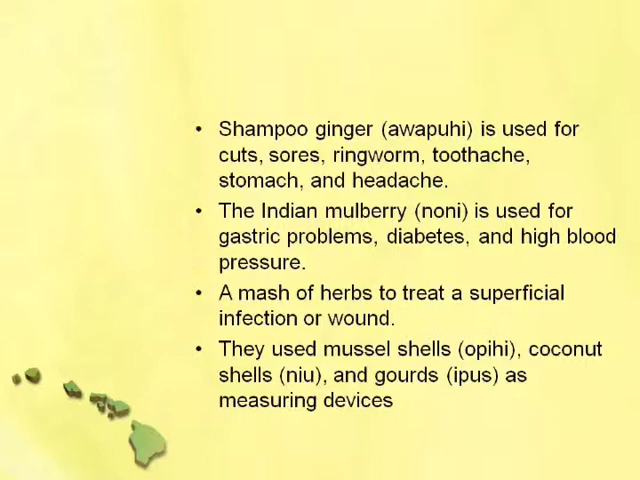 • Shampoo ginger (awapuhi) is used for
cuts, sores, ringworm, toothache,
stomach, and headache.
• The Indian mulberry (noni) is used for
gastric problems, diabetes, and high blood
pressure.
• A mash of herbs to treat a superficial
infection or wound.
• They used mussel shells (opihi), coconut
shells (niu), and gourds (ipus) as
measuring devices